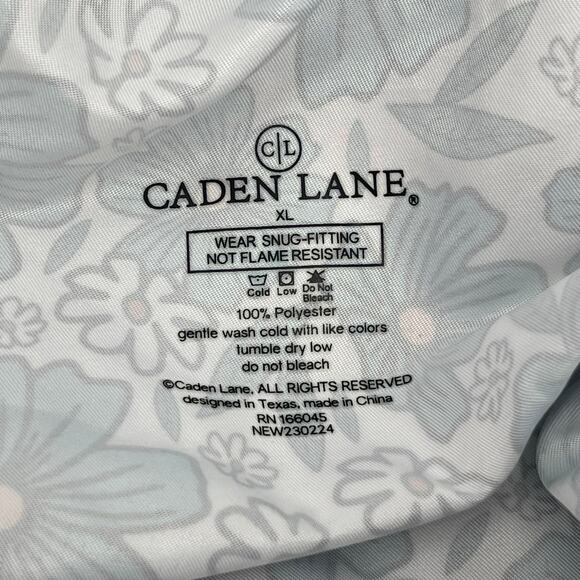 C|L
CADEN LANE®
XL
WEAR SNUG-FITTING
NOT FLAME RESISTANT
Cold Low Do Not
Bleach
100% Polyester
gentle wash cold with like colors
tumble dry low
do not bleach
©Caden Lane, ALL RIGHTS RESERVED
designed in Texas, made in China
RN 166045
NEW230224